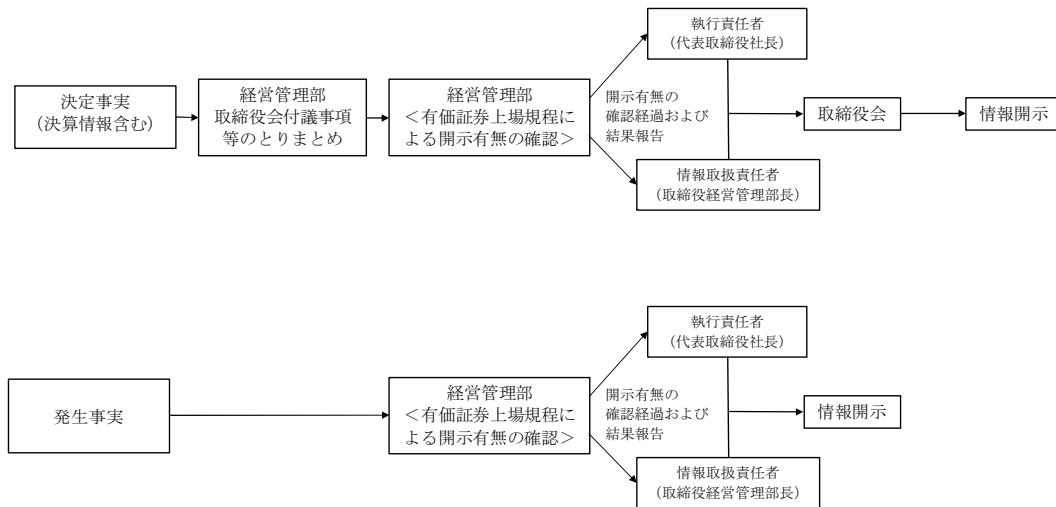 執行責任者
(代表取締役社長)
決定事実
(決算情報含む)
経営管理部
取締役会付議事項
等のとりまとめ
経営管理部
＜有価証券上場規程に
よる開示有無の確認＞
開示有無の
確認経過および
結果報告
取締役会
情報開示
情報取扱責任者
(取締役経営管理部長)
執行責任者
(代表取締役社長)
発生事実
経営管理部
＜有価証券上場規程に
よる開示有無の確認＞
開示有無の
確認経過および
結果報告
情報開示
情報取扱責任者
(取締役経営管理部長)